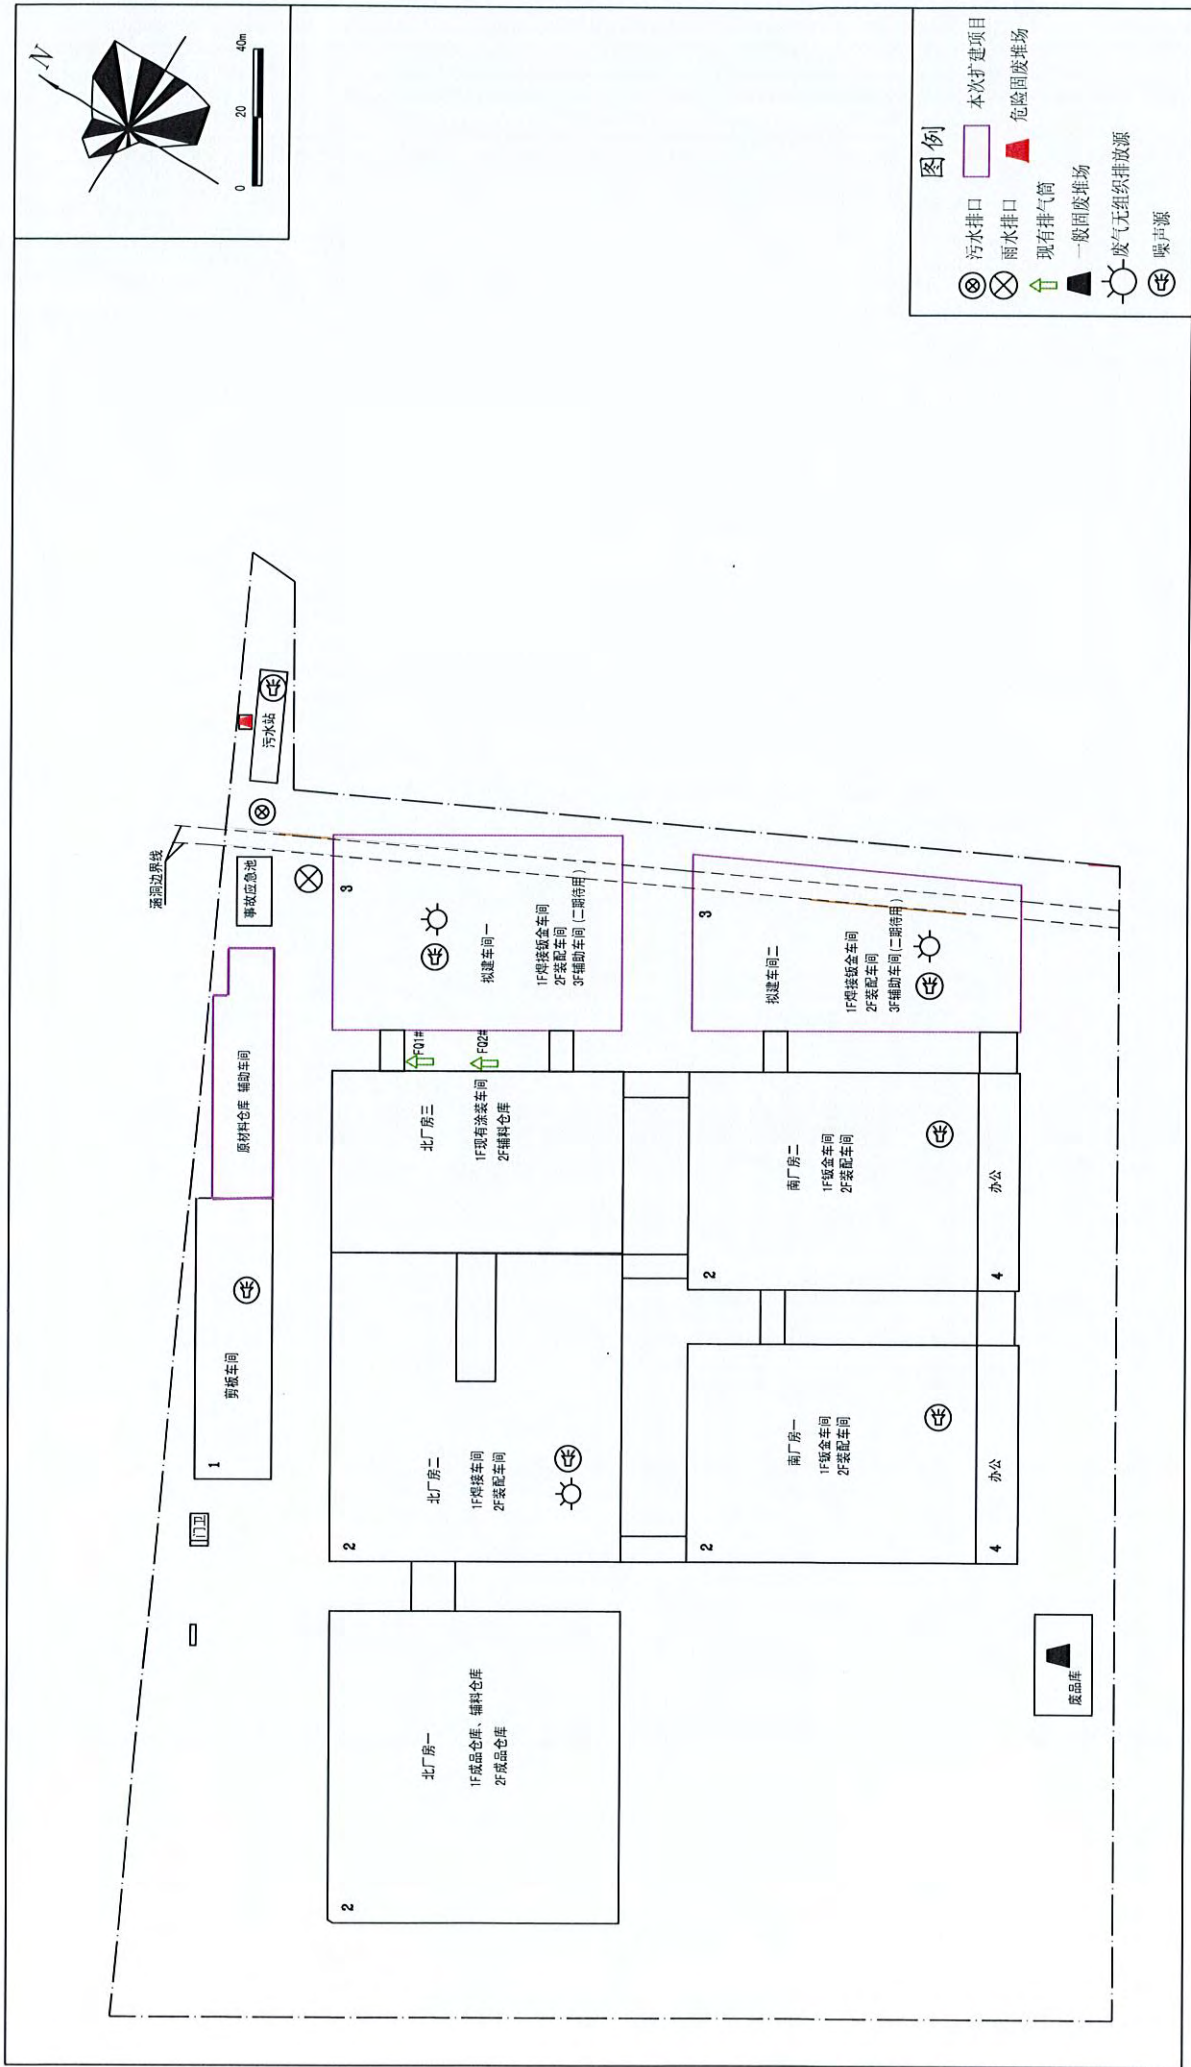 N
0 20 40m
图例
污水排口
本次扩建项目
雨水排口
危险固废堆场
现有排气筒
一般固废堆场
废气无组织排放源
噪声源
涵洞边界线
门卫
1
剪板车间
原材料仓库 辅助车间
事故应急池
污水站
2
北厂房一
1F成品仓库、辅料仓库
2F成品仓库
2
北厂房二
1F焊接车间
2F装配车间
北厂房三
1F现有涂装车间
2F辅料仓库
FQ1#
FQ2#
3
拟建车间一
1F焊接钣金车间
2F装配车间
3F辅助车间(二期待用)
2
南厂房一
1F钣金车间
2F装配车间
4
办公
2
南厂房二
1F钣金车间
2F装配车间
4
办公
3
拟建车间二
1F焊接钣金车间
2F装配车间
3F辅助车间(二期待用)
废品库